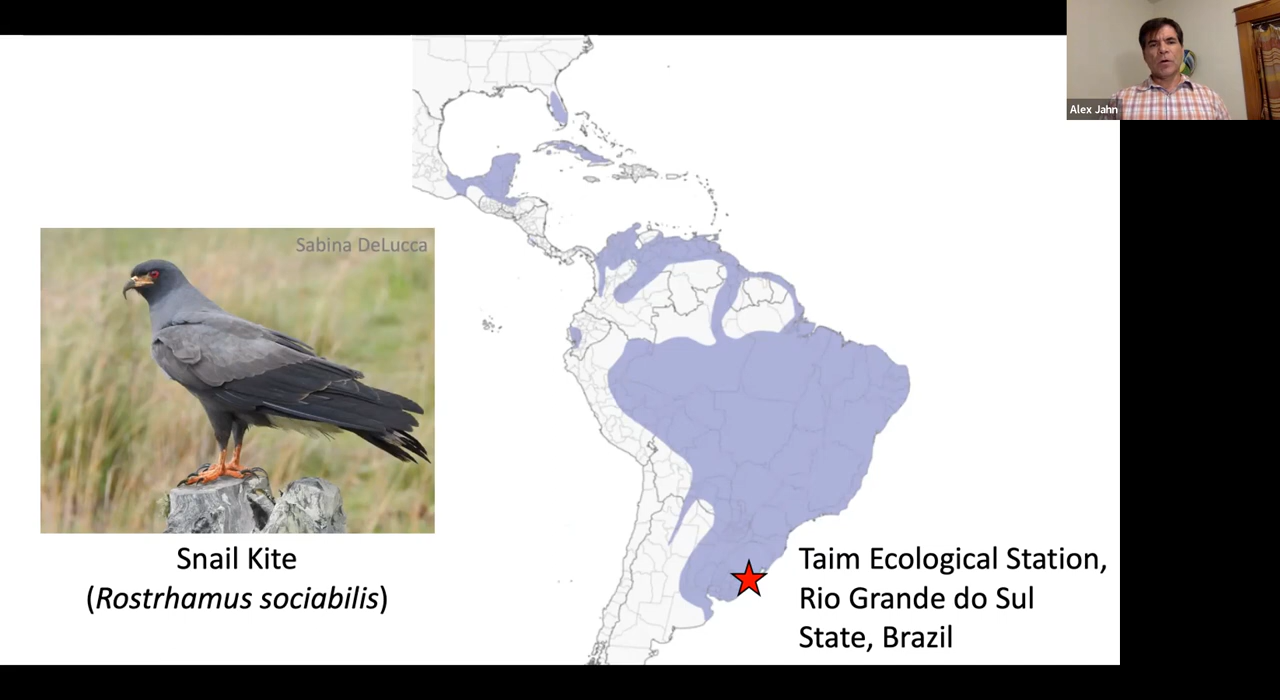 Alex Jahn
Sabina DeLucca
Snail Kite
(Rostrhamus sociabilis)
Taim Ecological Station,
Rio Grande do Sul
State, Brazil